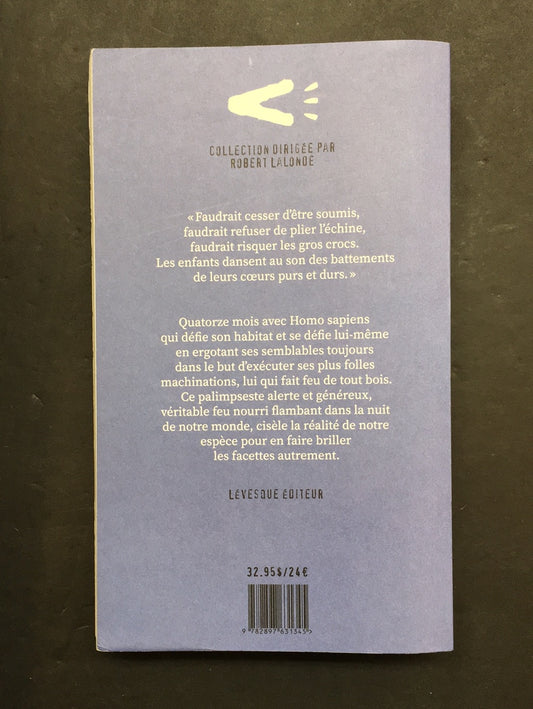 COLLECTION DIRIGÉE PAR
ROBERT LALONDE
« Faudrait cesser d'être soumis,
faudrait refuser de plier l'échine,
faudrait risquer les gros crocs.
Les enfants dansent au son des battements
de leurs cœurs purs et durs. »
Quatorze mois avec Homo sapiens
qui défie son habitat et se défie lui-même
en ergotant ses semblables toujours
dans le but d'exécuter ses plus folles
machinations, lui qui fait feu de tout bois.
Ce palimpseste alerte et généreux,
véritable feu nourri flambant dans la nuit
de notre monde, cisèle la réalité de notre
espèce pour en faire briller
les facettes autrement.
LÉVESQUE ÉDITEUR
32.95$/24€
9 782897 631345 >